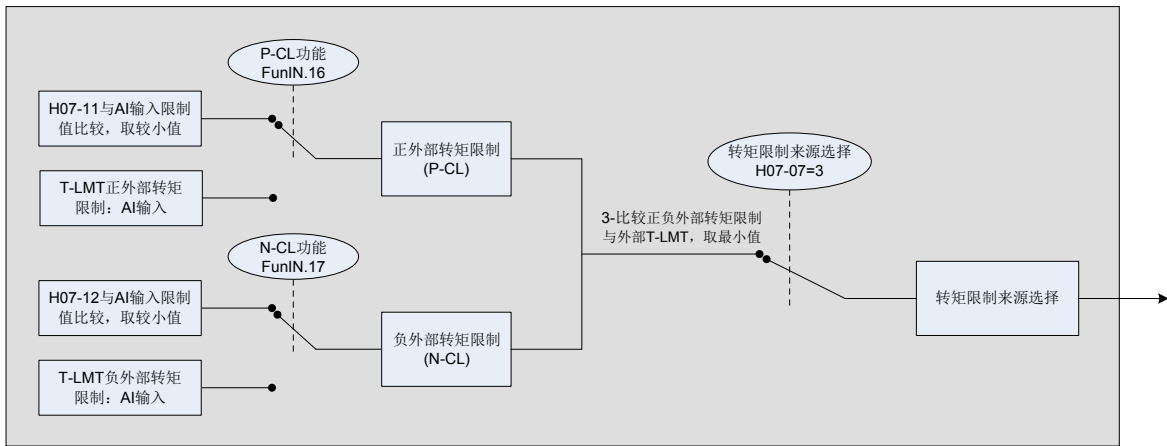 P-CL功能
FunIN.16
H07-11与AI输入限制
值比较，取较小值
正外部转矩限制
(P-CL)
T-LMT正外部转矩
限制：AI输入
转矩限制来源选择
H07-07=3
3-比较正负外部转矩限制
与外部T-LMT，取最小值
N-CL功能
FunIN.17
H07-12与AI输入限制
值比较，取较小值
转矩限制来源选择
负外部转矩限制
(N-CL)
T-LMT负外部转矩
限制：AI输入